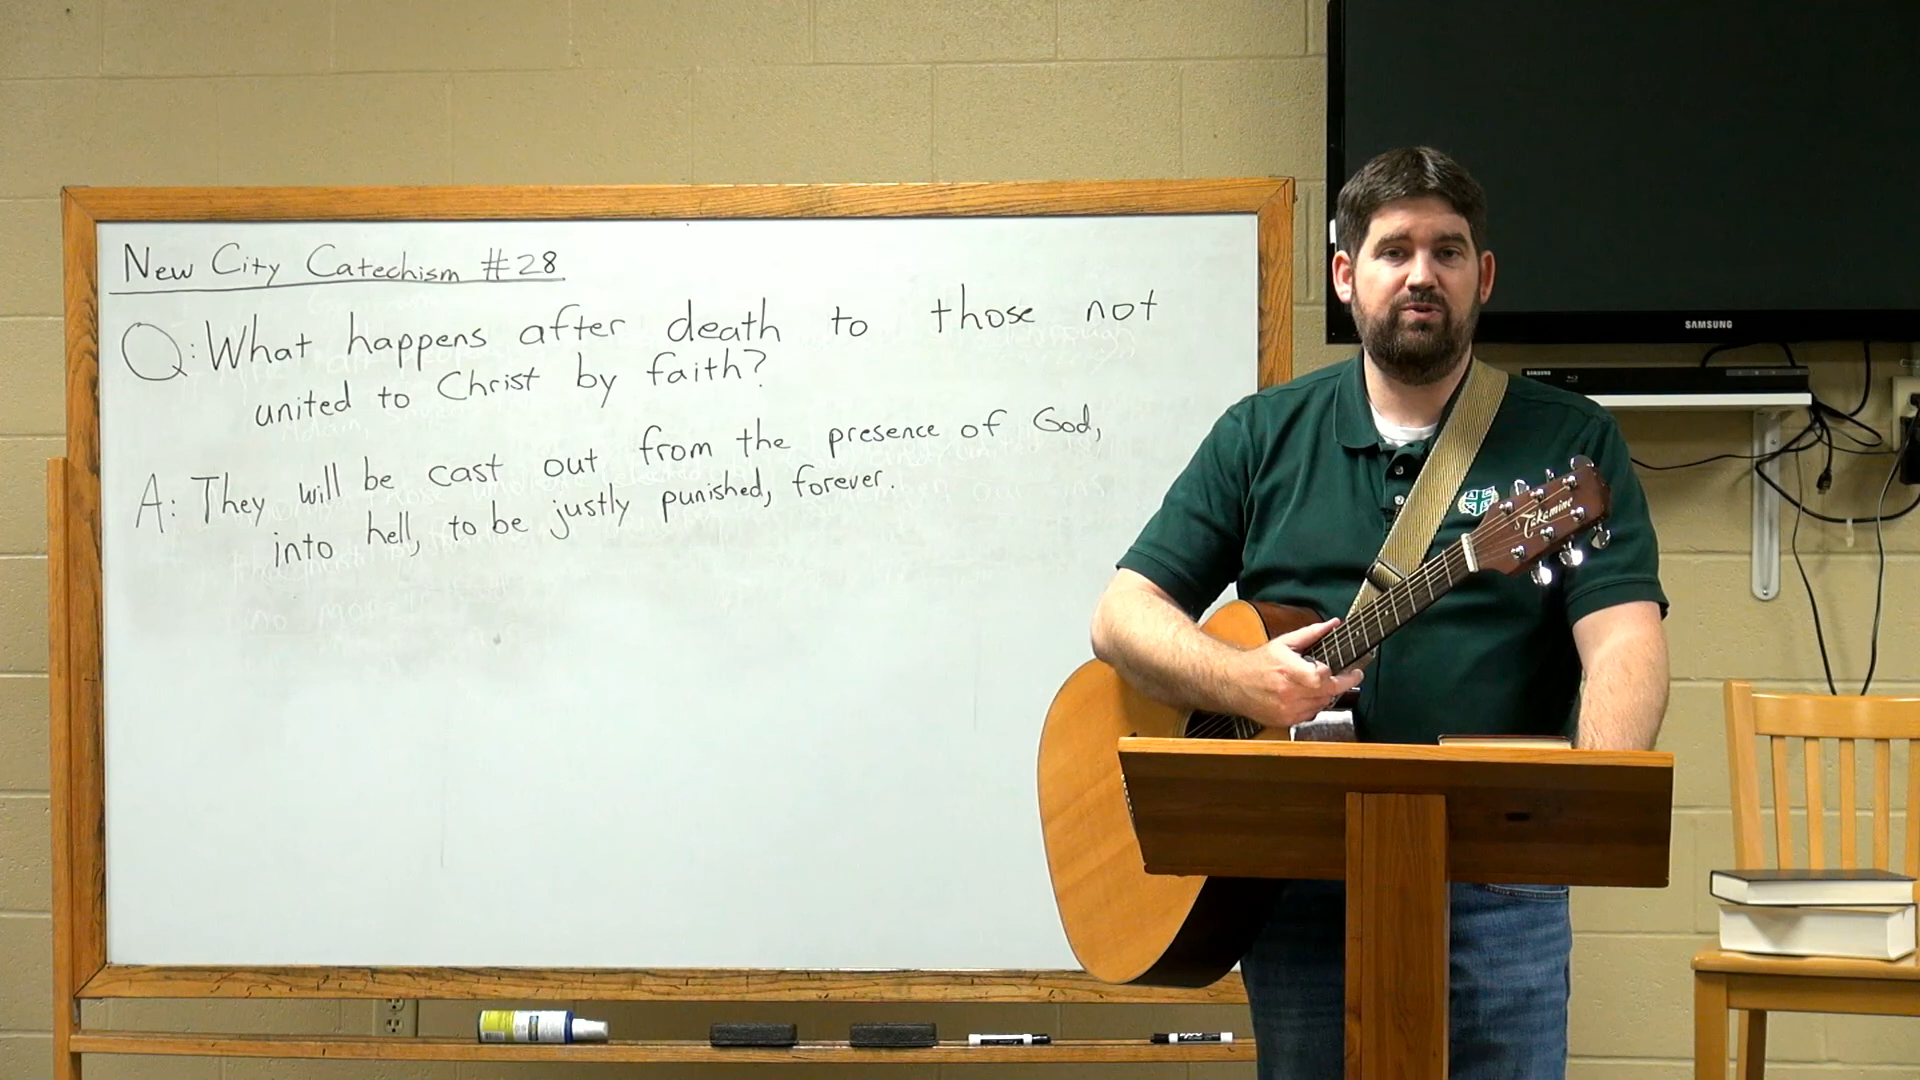 New City Catechism #28
Q: What happens after death to those not
united to Christ by faith?
A: They will be cast out from the presence of God,
into hell, to be justly punished, forever.
SAMSUNG
SAMSUNG
Takamine